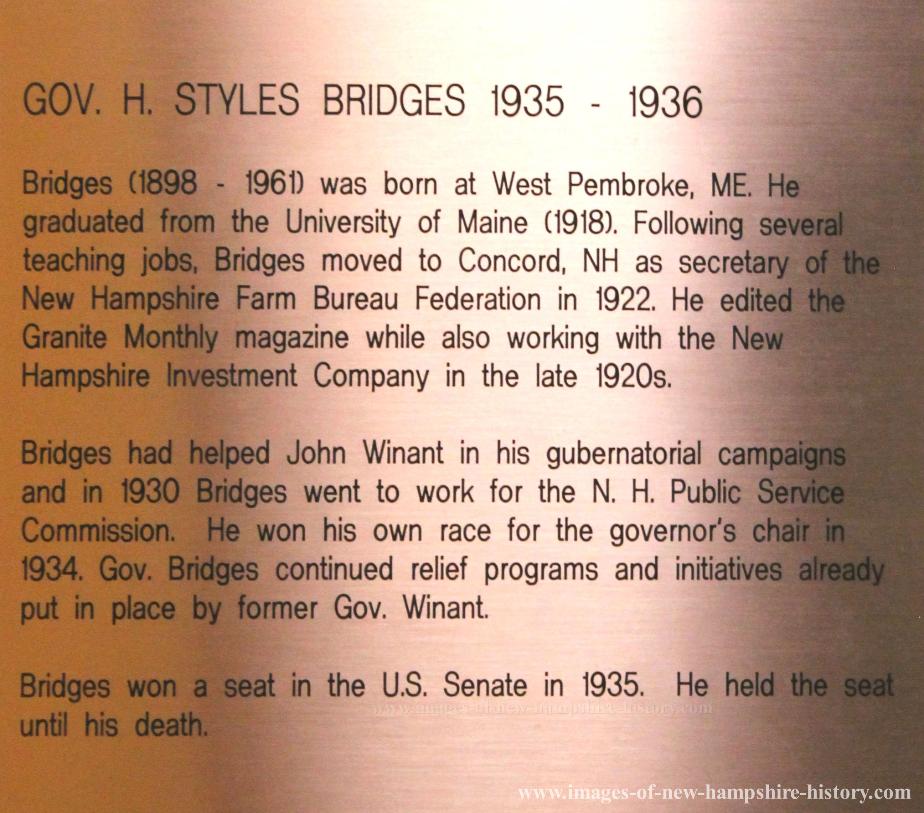 GOV. H. STYLES BRIDGES 1935 - 1936
Bridges (1898 - 1961) was born at West Pembroke, ME. He
graduated from the University of Maine (1918). Following several
teaching jobs, Bridges moved to Concord, NH as secretary of the
New Hampshire Farm Bureau Federation in 1922. He edited the
Granite Monthly magazine while also working with the New
Hampshire Investment Company in the late 1920s.
Bridges had helped John Winant in his gubernatorial campaigns
and in 1930 Bridges went to work for the N. H. Public Service
Commission. He won his own race for the governor's chair in
1934. Gov. Bridges continued relief programs and initiatives already
put in place by former Gov. Winant.
Bridges won a seat in the U.S. Senate in 1935. He held the seat
www.images-of-new-hampshire-history.com
until his death.
www.images-of-new-hampshire-history.com